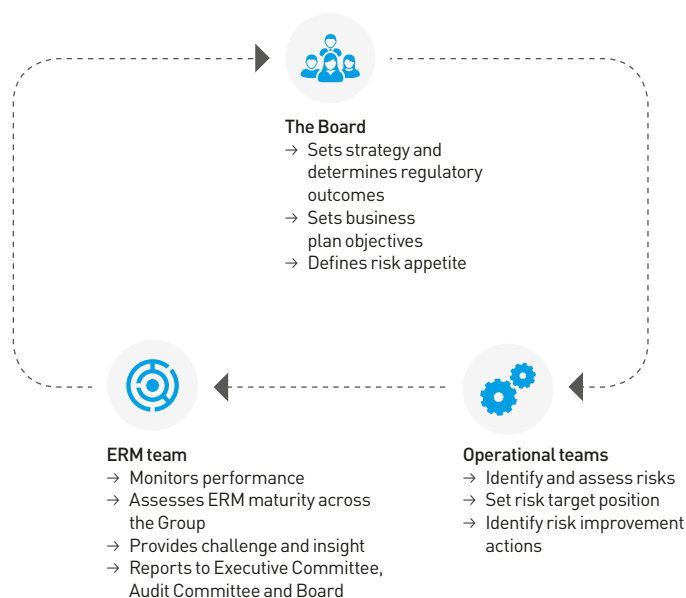 The Board
→ Sets strategy and
determines regulatory
outcomes
→ Sets business
plan objectives
→ Defines risk appetite
ERM team
→ Monitors performance
→ Assesses ERM maturity across
the Group
→ Provides challenge and insight
→ Reports to Executive Committee,
Audit Committee and Board
Operational teams
→ Identify and assess risks
→ Set risk target position
→ Identify risk improvement
actions